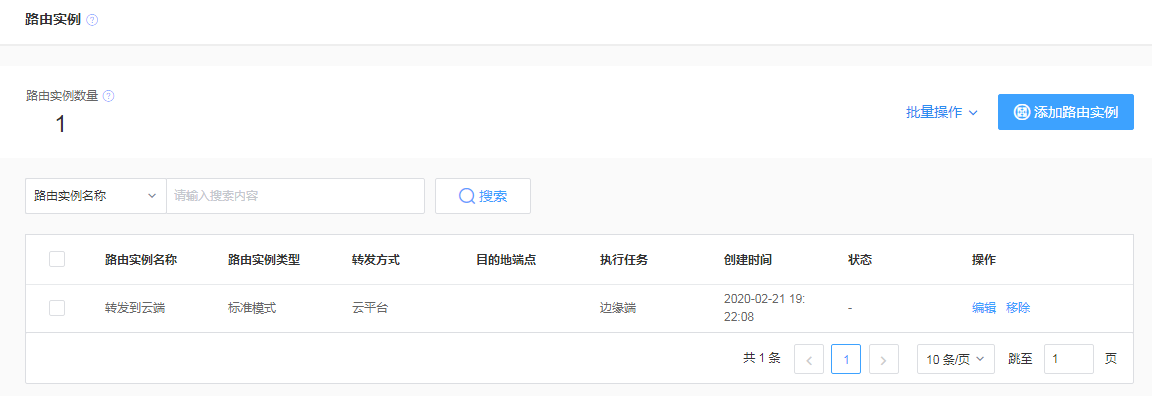 路由实例
路由实例数量
1
批量操作
添加路由实例
路由实例名称
请输入搜索内容
搜索
路由实例名称 路由实例类型 转发方式 目的地端点 执行任务 创建时间 状态 操作
转发到云端 标准模式 云平台 边缘端 2020-02-21 19:
22:08 - 编辑 移除
共 1 条 1 10 条/页 跳至 1 页